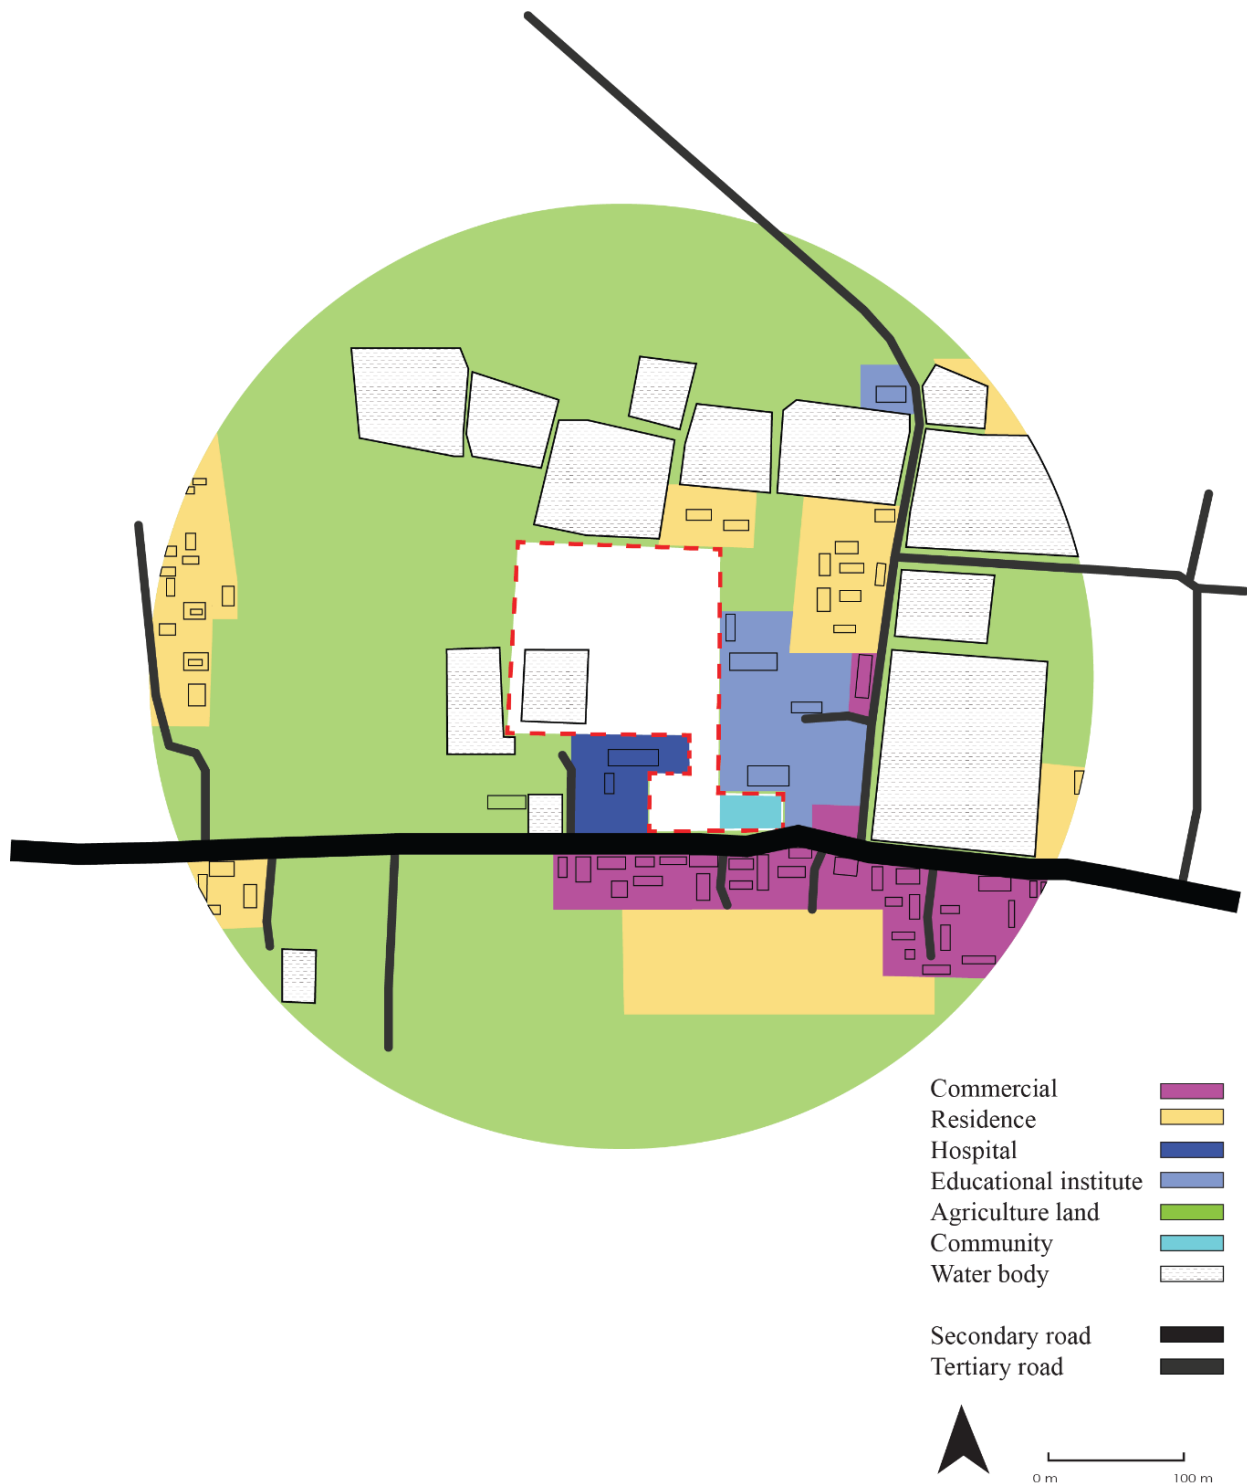 Commercial
Residence
Hospital
Educational institute
Agriculture land
Community
Water body
Secondary road
Tertiary road
0 m 100 m